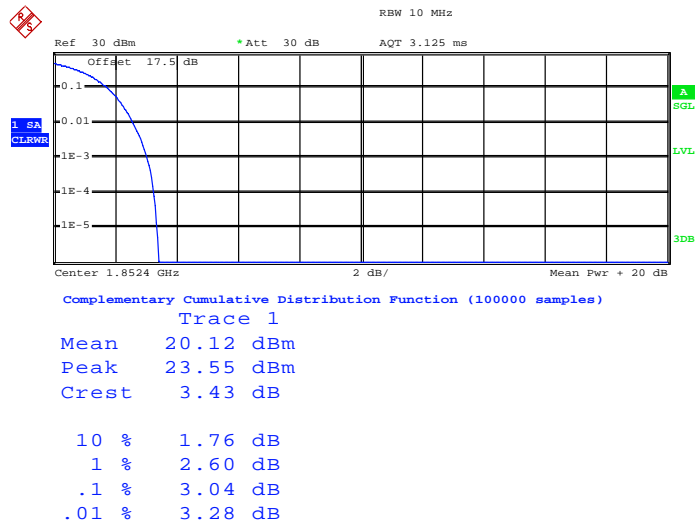 R S
RBW 10 MHz
Ref 30 dBm *Att 30 dB AQT 3.125 ms
Offset 17.5 dB
0.1
A
SGL
1 SA
0.01
CLRWR
LVL
1E-3
1E-4
1E-5
3DB
Center 1.8524 GHz 2 dB/ Mean Pwr + 20 dB
Complementary Cumulative Distribution Function (100000 samples)
Trace 1
Mean 20.12 dBm
Peak 23.55 dBm
Crest 3.43 dB
10 % 1.76 dB
1 % 2.60 dB
.1 % 3.04 dB
.01 % 3.28 dB